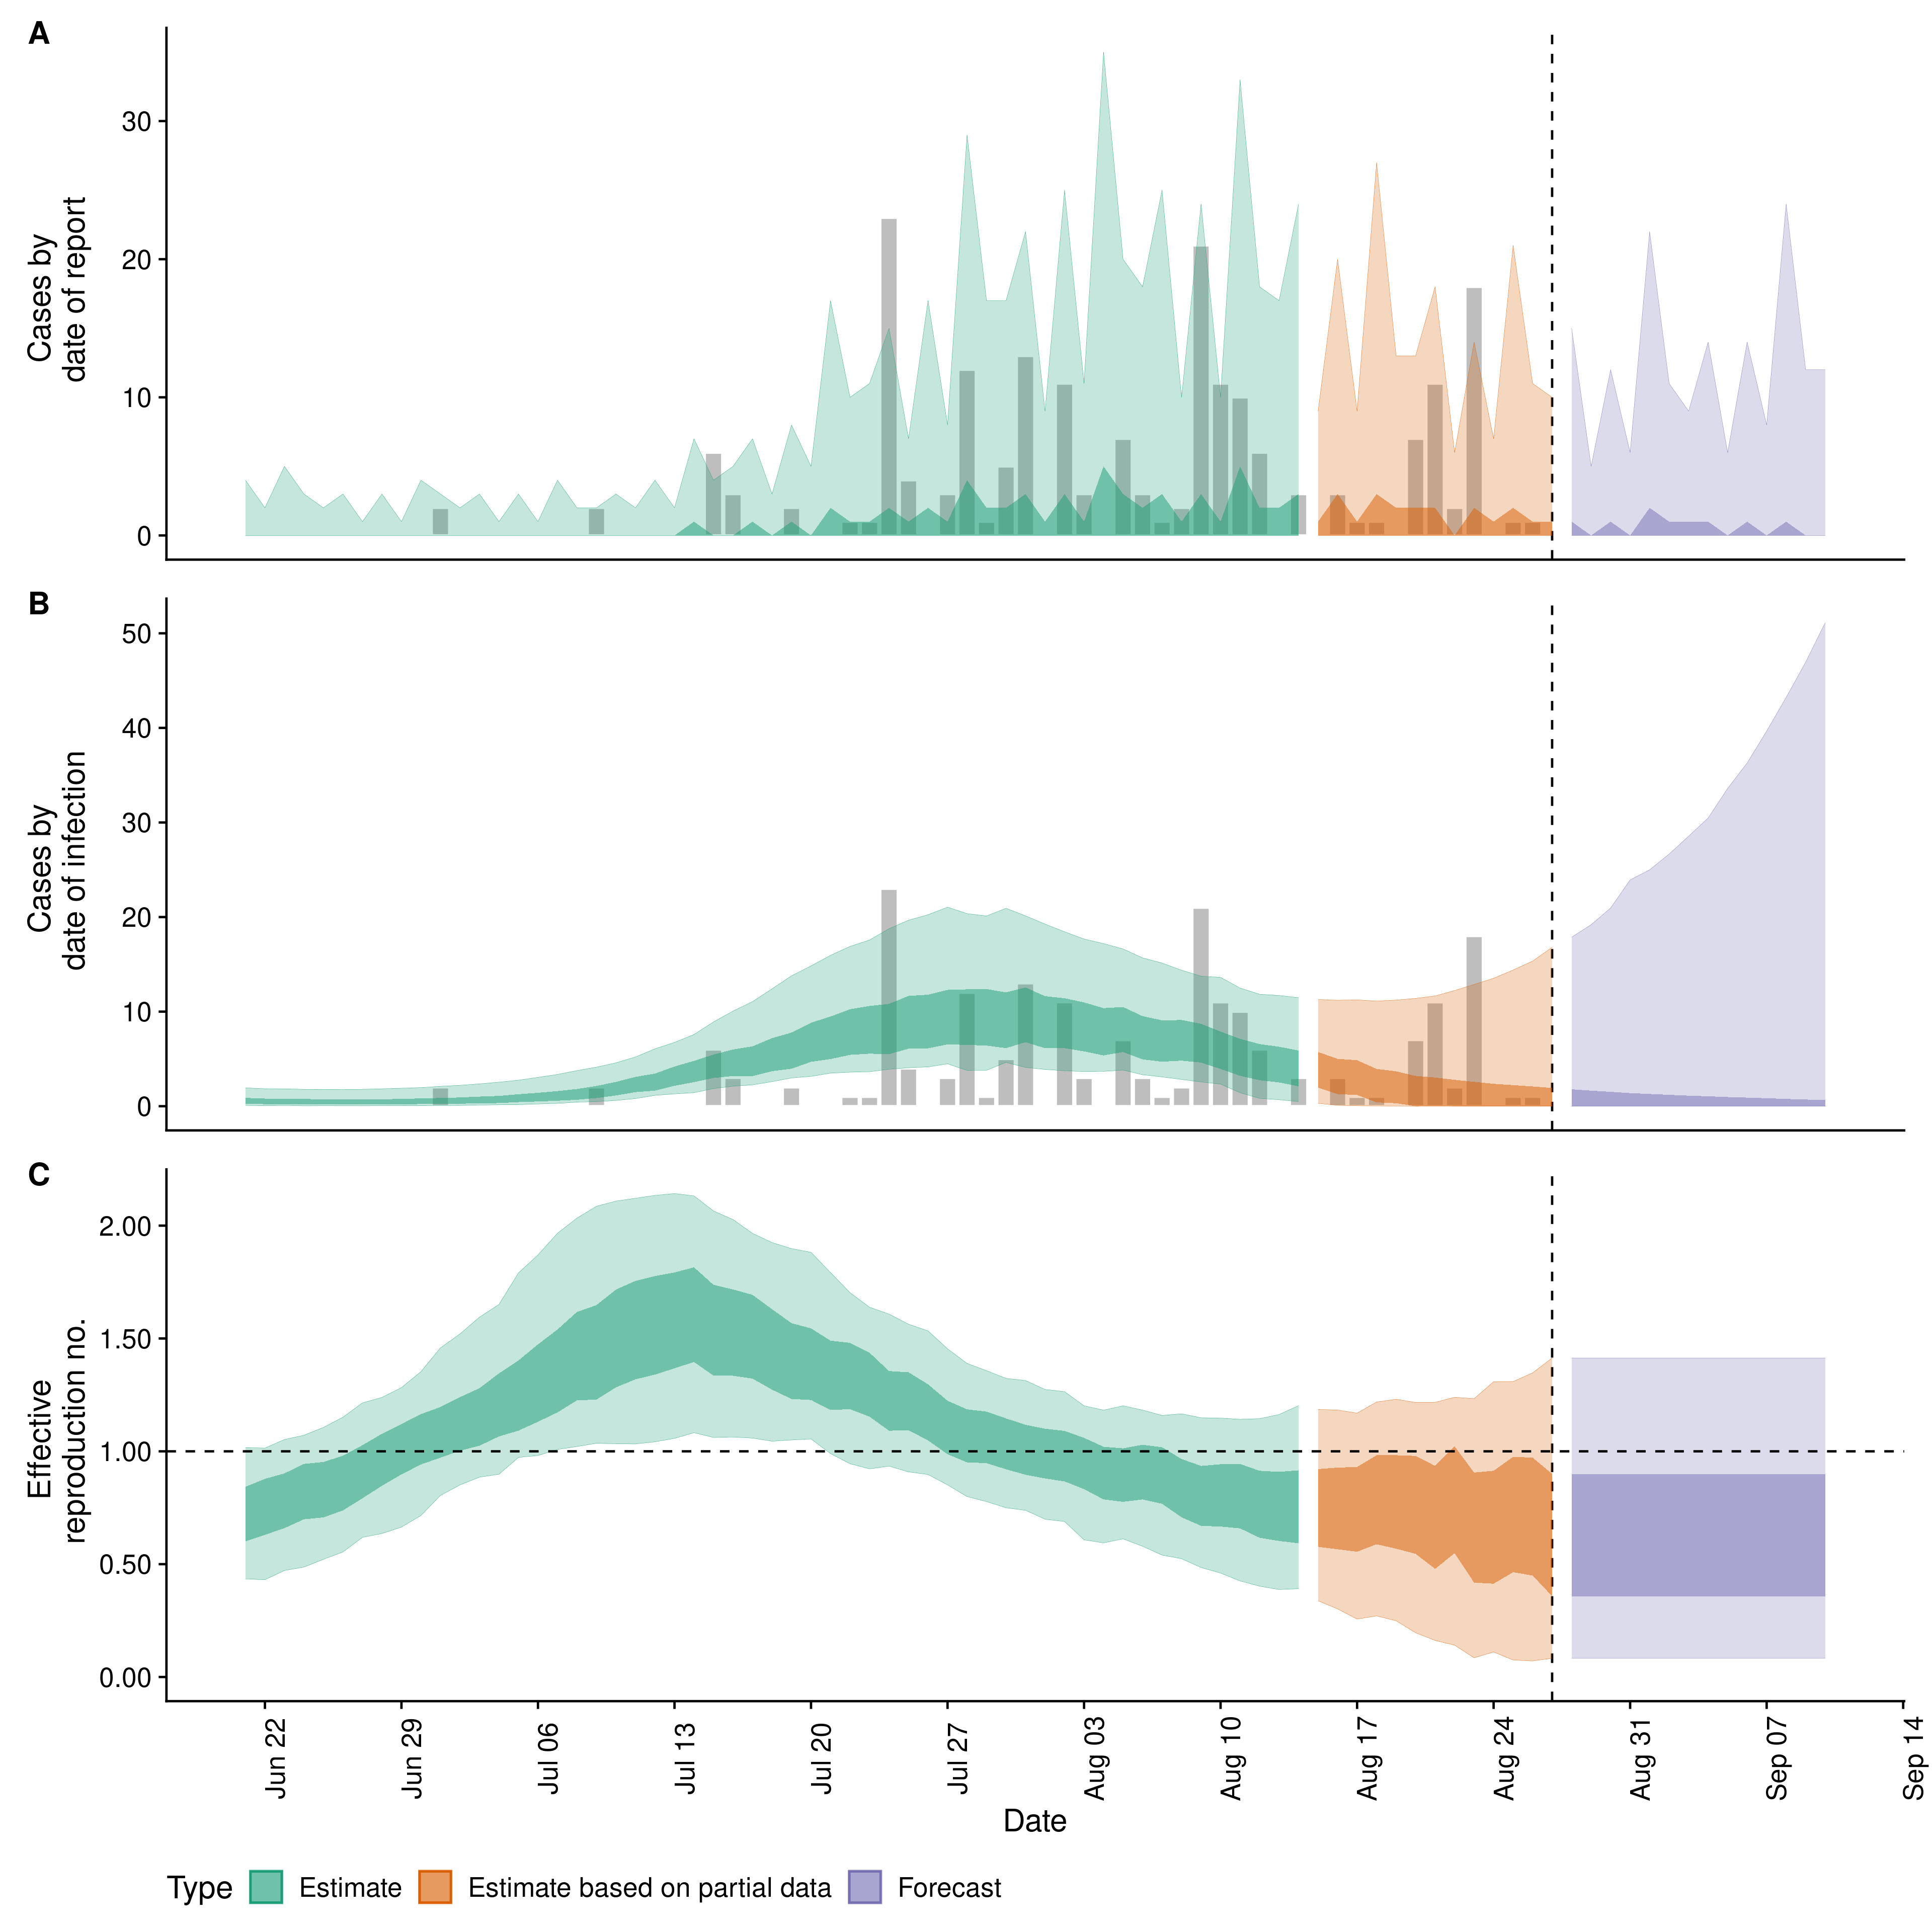 A
Cases by
date of report
30
20
10
0
B
Cases by
date of infection
50
40
30
20
10
0
C
Effective
reproduction no.
2.00
1.50
1.00
0.50
0.00
Jun 22
Jun 29
Jul 06
Jul 13
Jul 20
Jul 27
Aug 03
Aug 10
Aug 17
Aug 24
Aug 31
Sep 07
Sep 14
Date
Type Estimate Estimate based on partial data Forecast